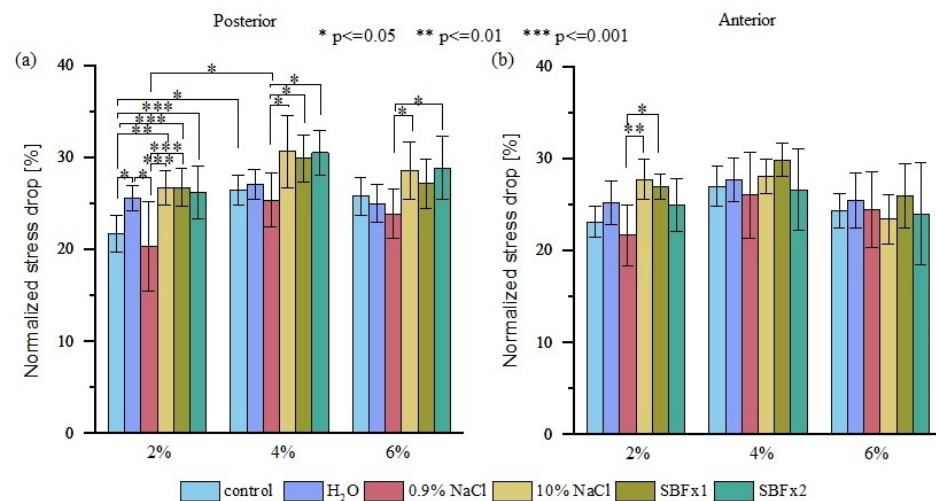 Posterior
Anterior
* p<=0.05 ** p<=0.01 *** p<=0.001
(a)
(b)
Normalized stress drop [%]
40
30
20
10
0
* * * *
* * *
*** *
***
** ***
***
* *
* *
2% 4% 6%
Normalized stress drop [%]
40
30
20
10
0
*
**
2% 4% 6%
control H₂O 0.9% NaCl 10% NaCl SBFx1 SBFx2